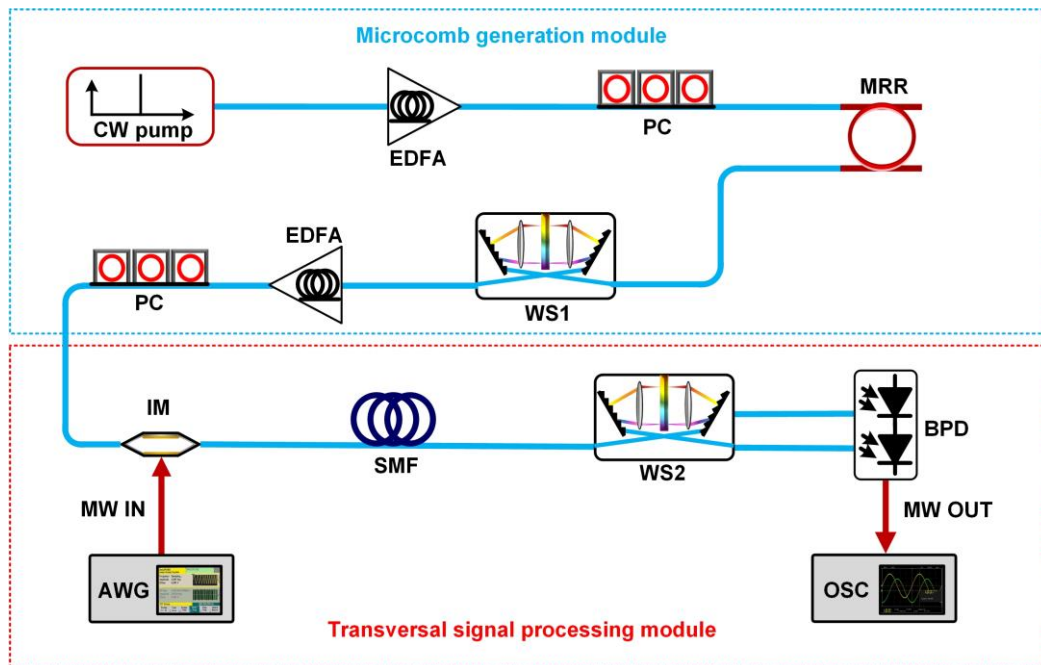 Microcomb generation module
CW pump
EDFA
PC
MRR
EDFA
PC
WS1
IM
SMF
WS2
BPD
MW IN
MW OUT
AWG
OSC
Transversal signal processing module